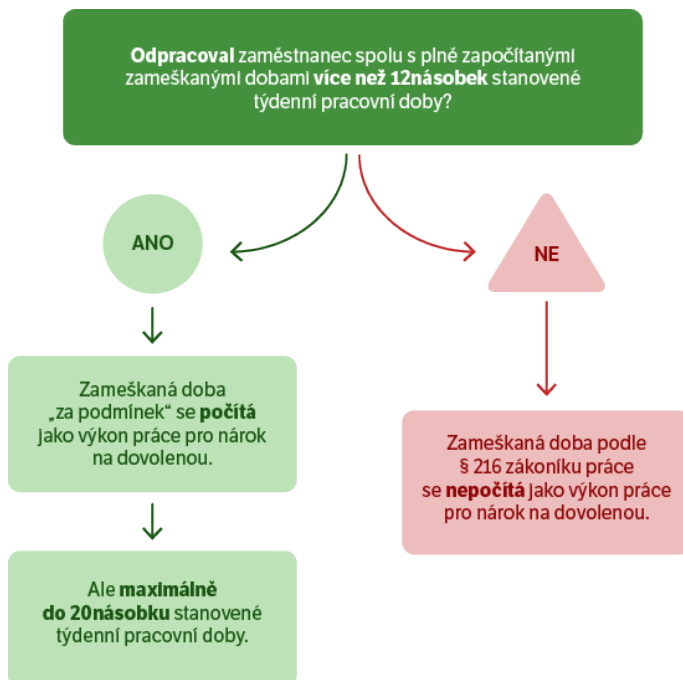 Odpracoval zaměstnanec spolu s plně započítanými
zameškanými dobami více než 12násobek stanovené
týdenní pracovní doby?
ANO
NE
Zameškaná doba
„za podmínek“ se počítá
jako výkon práce pro nárok
na dovolenou.
Zameškaná doba podle
§ 216 zákoníku práce
se nepočítá jako výkon práce
pro nárok na dovolenou.
Ale maximálně
do 20násobku stanovené
týdenní pracovní doby.